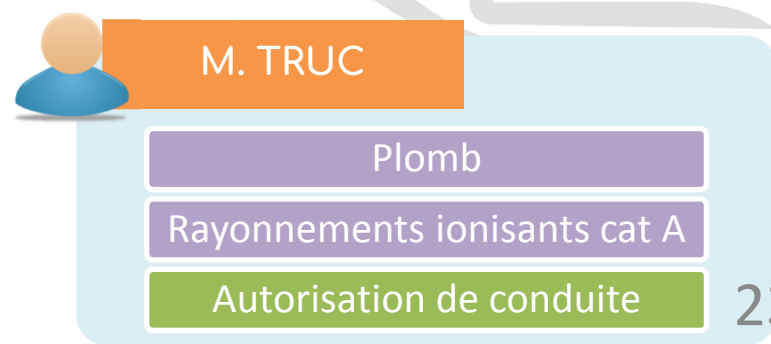 M. TRUC
Plomb
Rayonnements ionisants cat A
Autorisation de conduite